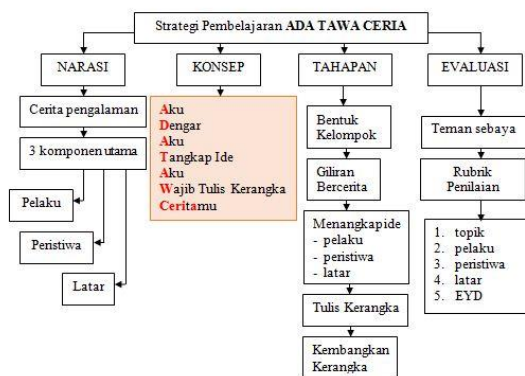 Strategi Pembelajaran ADA TAWA CERIA
NARASI
Cerita pengalaman
3 komponen utama
Pelaku
Peristiwa
Latar
KONSEP
Aku
Dengar
Aku
Tangkap Ide
Aku
Wajib Tulis Kerangka
Ceritamu
TAHAPAN
Bentuk
Kelompok
Giliran
Bercerita
Menangkap ide
- pelaku
- peristiwa
- latar
Tulis Kerangka
Kembangkan
Kerangka
EVALUASI
Teman sebaya
Rubrik
Penilaian
1. topik
2. pelaku
3. peristiwa
4. latar
5. EYD